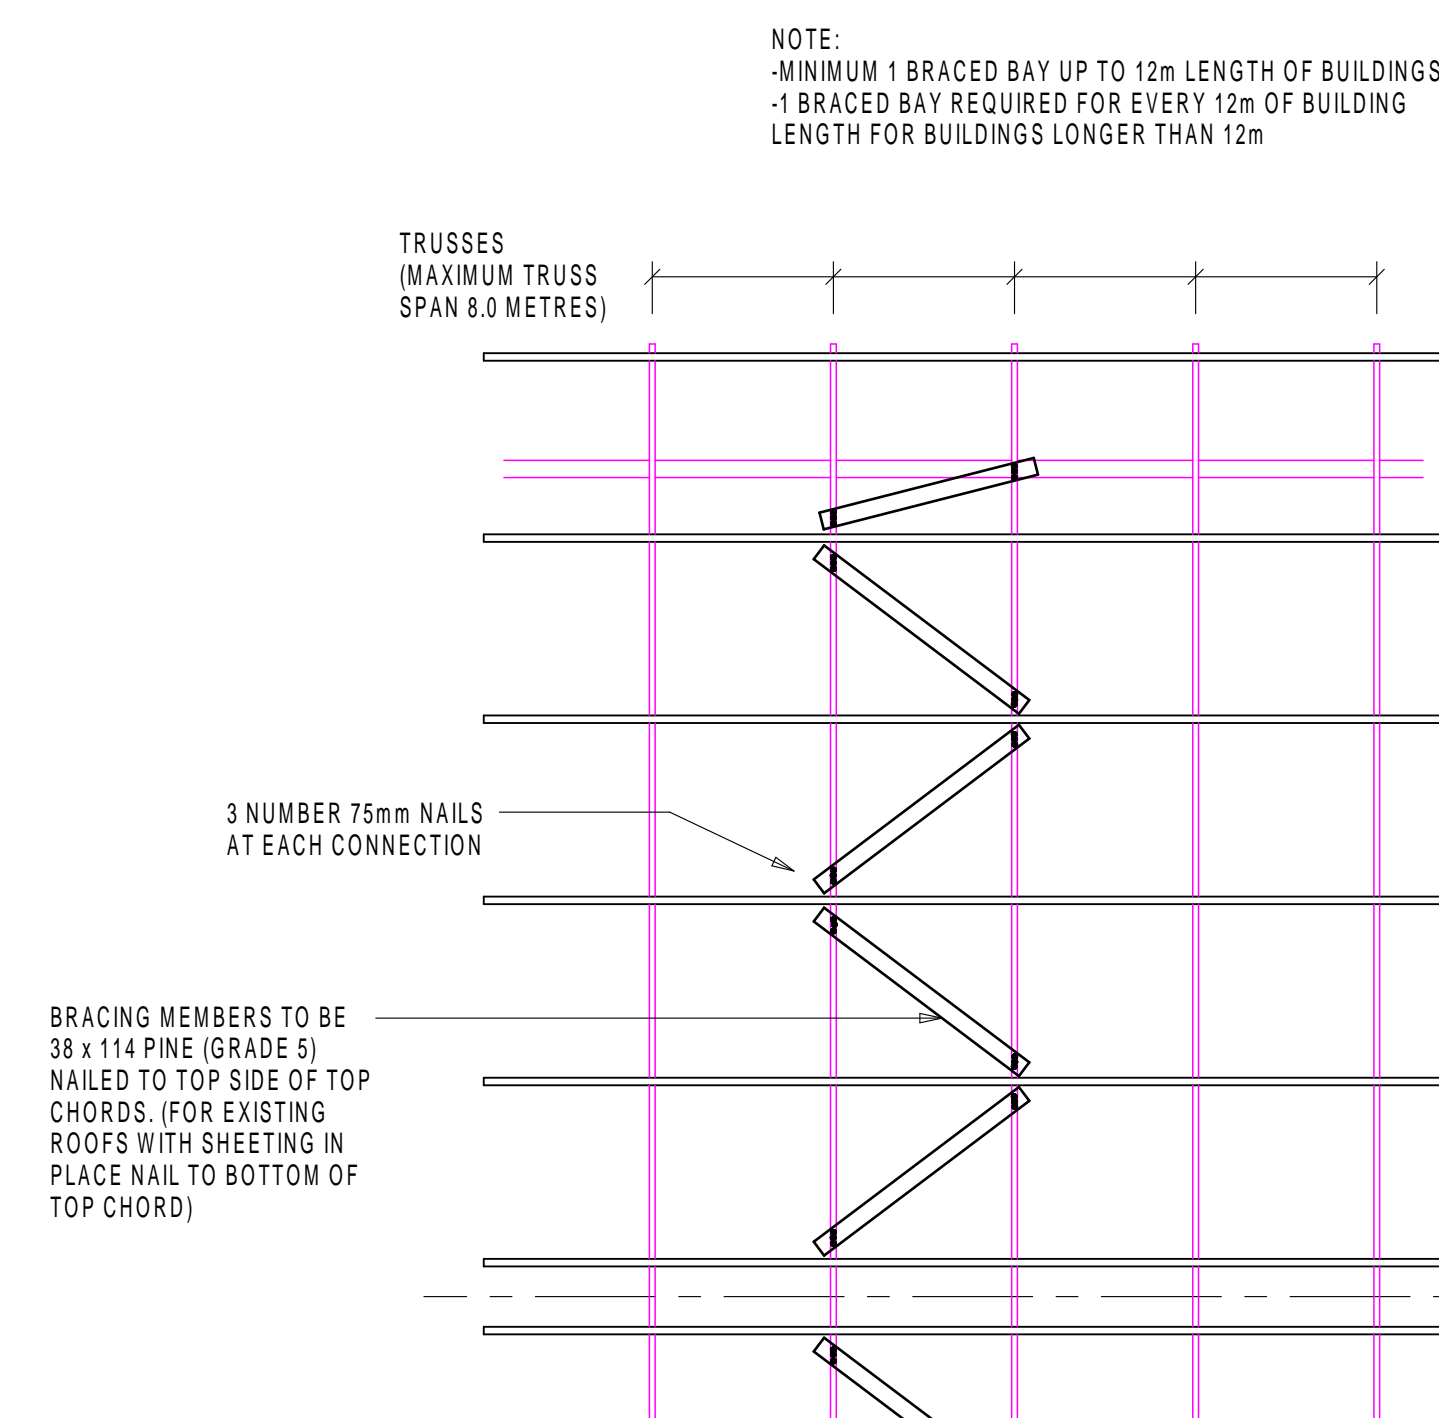 NOTE:
-MINIMUM 1 BRACED BAY UP TO 12m LENGTH OF BUILDINGS
-1 BRACED BAY REQUIRED FOR EVERY 12m OF BUILDING
LENGTH FOR BUILDINGS LONGER THAN 12m
TRUSSES
(MAXIMUM TRUSS
SPAN 8.0 METRES)
3 NUMBER 75mm NAILS
AT EACH CONNECTION
BRACING MEMBERS TO BE
38 x 114 PINE (GRADE 5)
NAILED TO TOP SIDE OF TOP
CHORDS. (FOR EXISTING
ROOFS WITH SHEETING IN
PLACE NAIL TO BOTTOM OF
TOP CHORD)